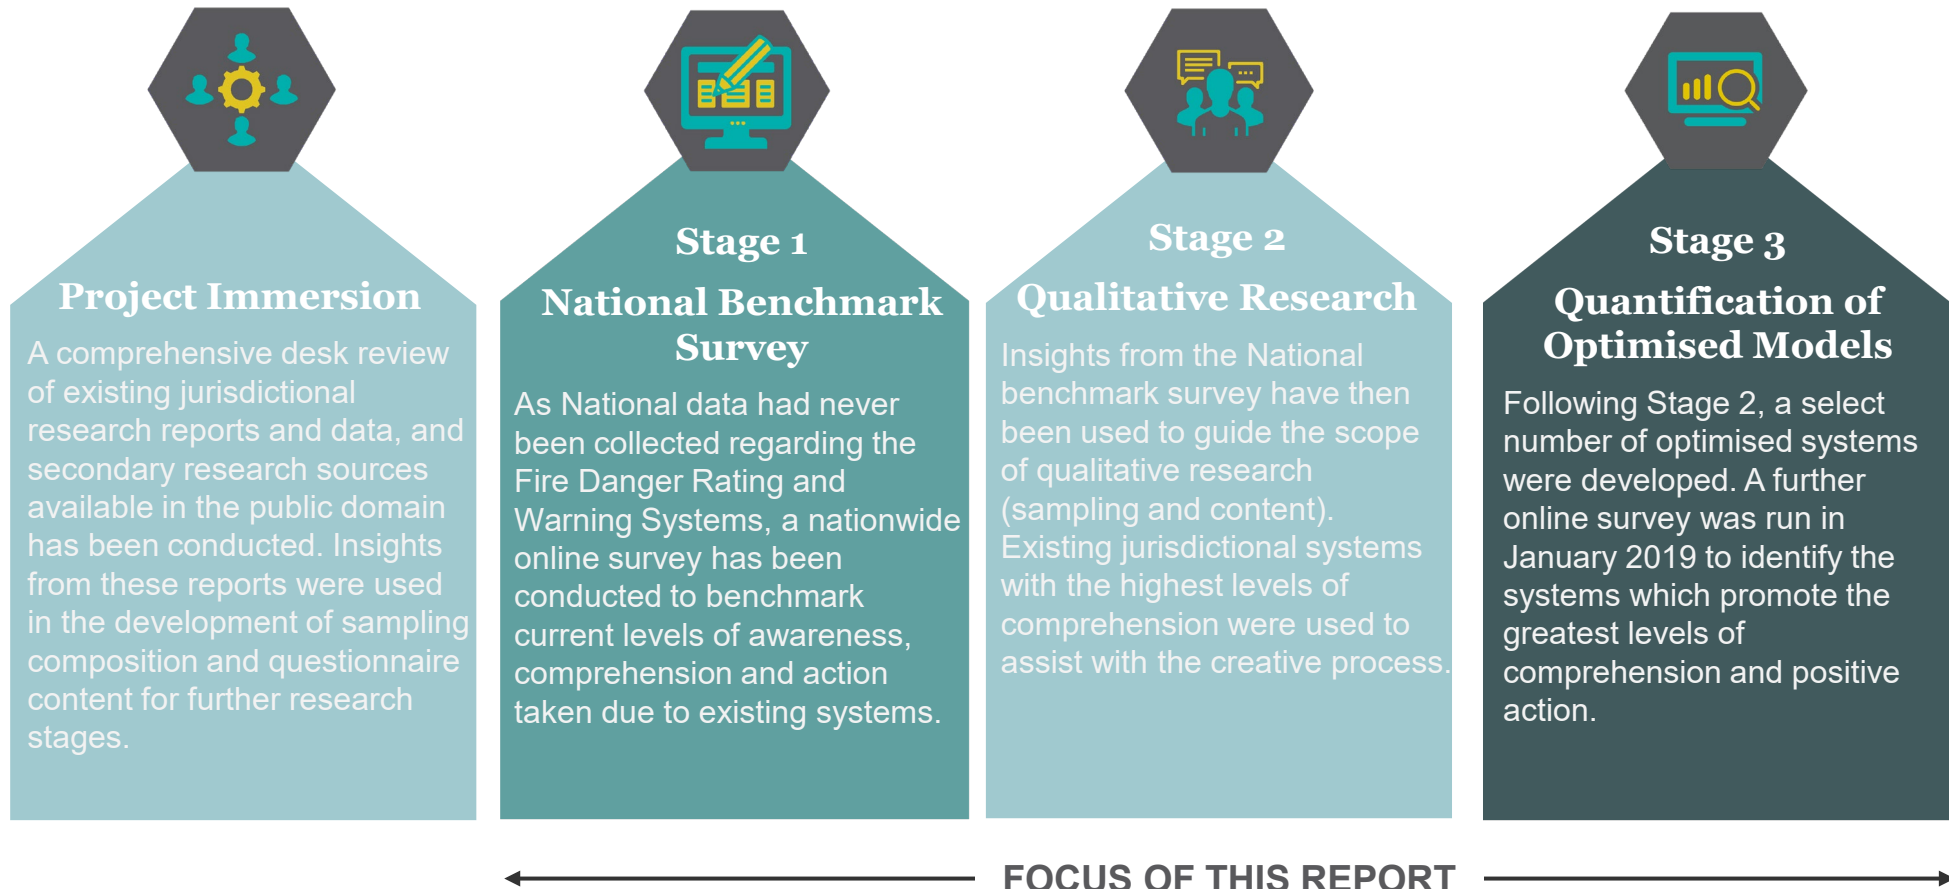 Project Immersion
A comprehensive desk review
of existing jurisdictional
research reports and data, and
secondary research sources
available in the public domain
has been conducted. Insights
from these reports were used
in the development of sampling
composition and questionnaire
content for further research
stages.
Stage 1
National Benchmark
Survey
As National data had never
been collected regarding the
Fire Danger Rating and
Warning Systems, a nationwide
online survey has been
conducted to benchmark
current levels of awareness,
comprehension and action
taken due to existing systems.
Stage 2
Qualitative Research
Insights from the National
benchmark survey have then
been used to guide the scope
of qualitative research
(sampling and content).
Existing jurisdictional systems
with the highest levels of
comprehension were used to
assist with the creative process.
Stage 3
Quantification of
Optimised Models
Following Stage 2, a select
number of optimised systems
were developed. A further
online survey was run in
January 2019 to identify the
systems which promote the
greatest levels of
comprehension and positive
action.
FOCUS OF THIS REPORT